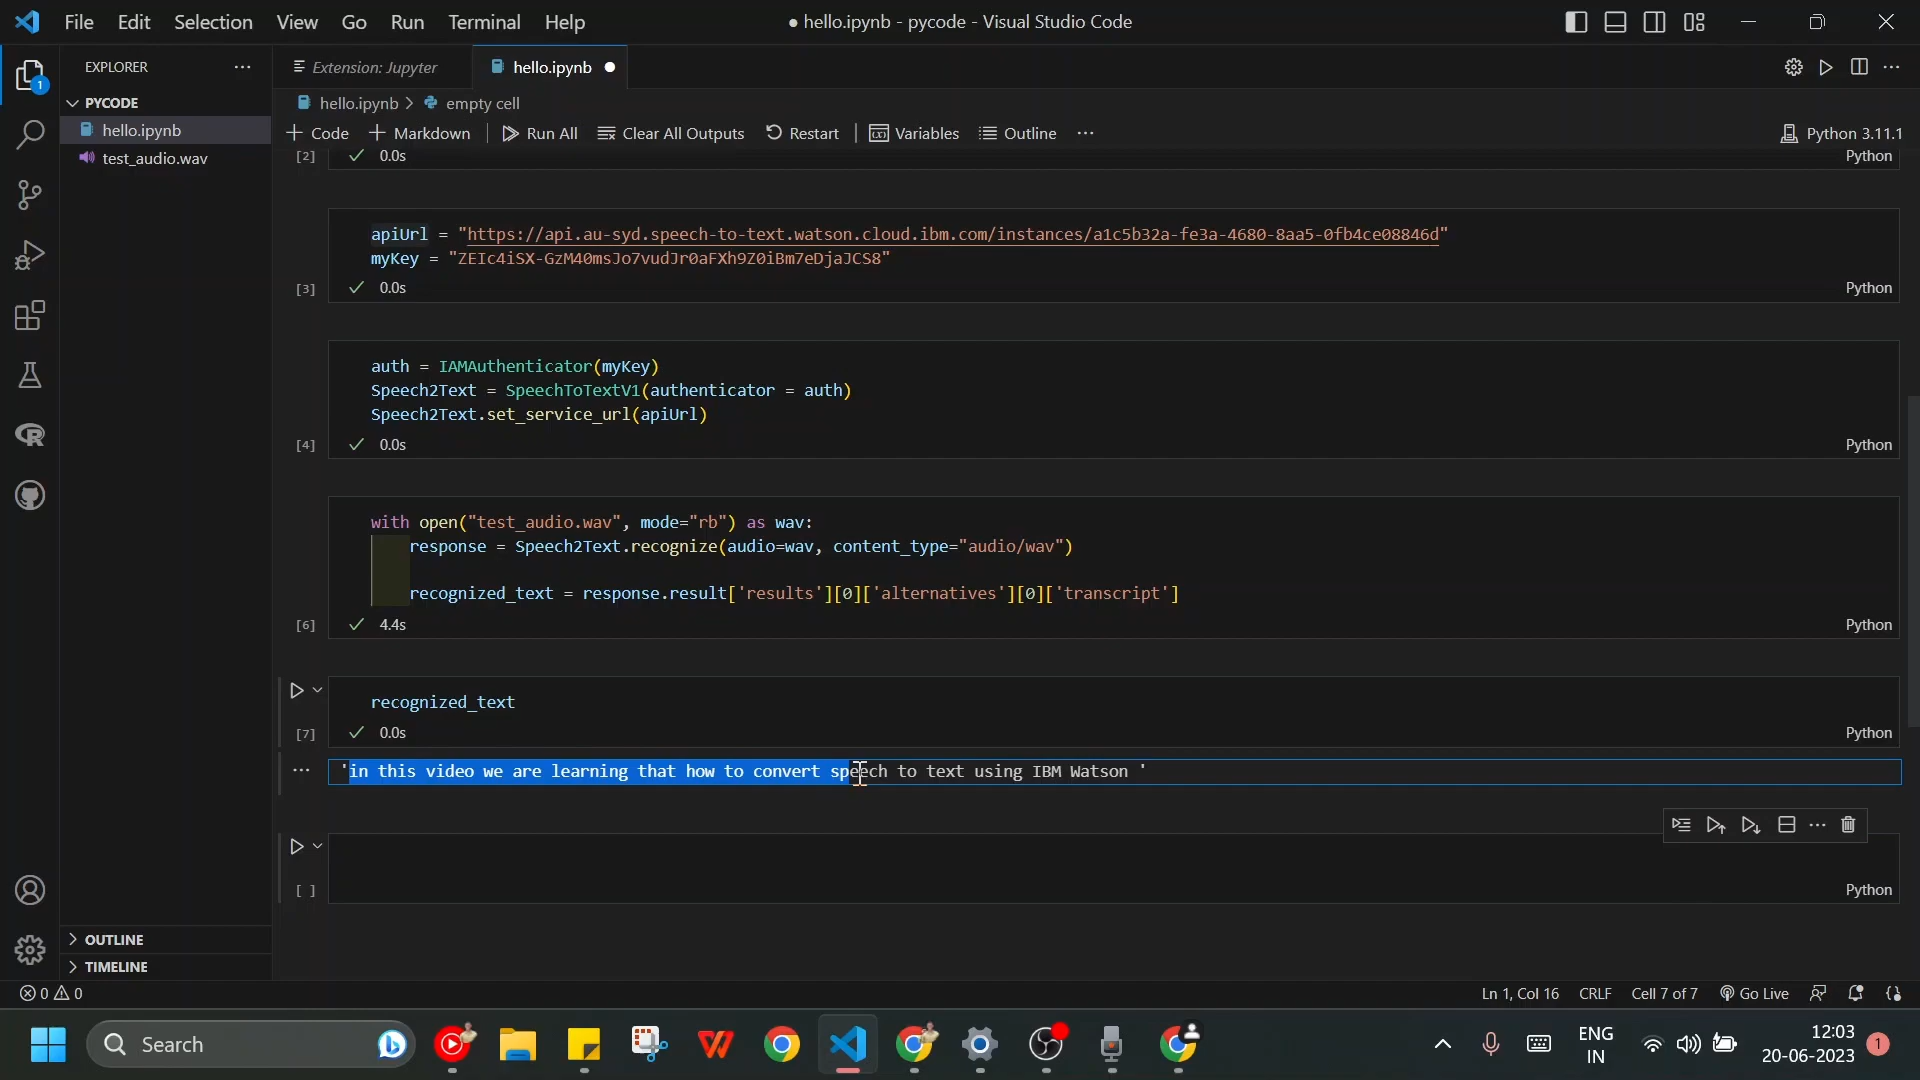 File Edit Selection View Go Run Terminal Help
● hello.ipynb - pycode - Visual Studio Code
EXPLORER
Extension: Jupyter
hello.ipynb
PYCODE
hello.ipynb
test_audio.wav
hello.ipynb > empty cell
Code Markdown Run All Clear All Outputs Restart Variables Outline ...
Python 3.11.1
[2] 0.0s Python
apiUrl = "https://api.au-syd.speech-to-text.watson.cloud.ibm.com/instances/a1c5b32a-fe3a-4680-8aa5-0fb4ce08846d"
myKey = "ZEIc4iSX-GzM40msJo7vudJr0aFXh9Z0iBm7eDjaJCS8"
[3] 0.0s Python
auth = IAMAuthenticator(myKey)
Speech2Text = SpeechToTextV1(authenticator = auth)
Speech2Text.set_service_url(apiUrl)
[4] 0.0s Python
with open("test_audio.wav", mode="rb") as wav:
response = Speech2Text.recognize(audio=wav, content_type="audio/wav")
recognized_text = response.result['results'][0]['alternatives'][0]['transcript']
[6] 4.4s Python
recognized_text
[7] 0.0s Python
'in this video we are learning that how to convert speech to text using IBM Watson '
[ ] Python
OUTLINE
TIMELINE
0 0
Ln 1, Col 16 CRLF Cell 7 of 7 Go Live
Search
ENG
IN
12:03
20-06-2023
1